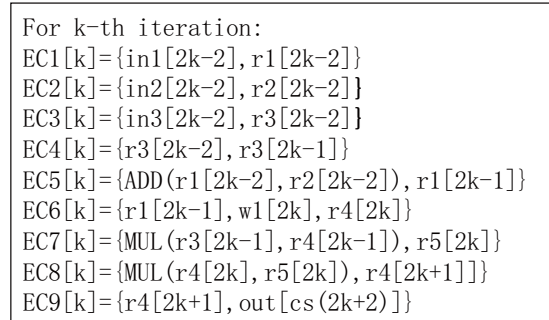 For k-th iteration:
EC1[k]={in1[2k-2],r1[2k-2]}
EC2[k]={in2[2k-2],r2[2k-2]}
EC3[k]={in3[2k-2],r3[2k-2]}
EC4[k]={r3[2k-2],r3[2k-1]}
EC5[k]={ADD(r1[2k-2],r2[2k-2]),r1[2k-1]}
EC6[k]={r1[2k-1],w1[2k],r4[2k]}
EC7[k]={MUL(r3[2k-1],r4[2k-1]),r5[2k]}
EC8[k]={MUL(r4[2k],r5[2k]),r4[2k+1]]}
EC9[k]={r4[2k+1],out[cs(2k+2)]}